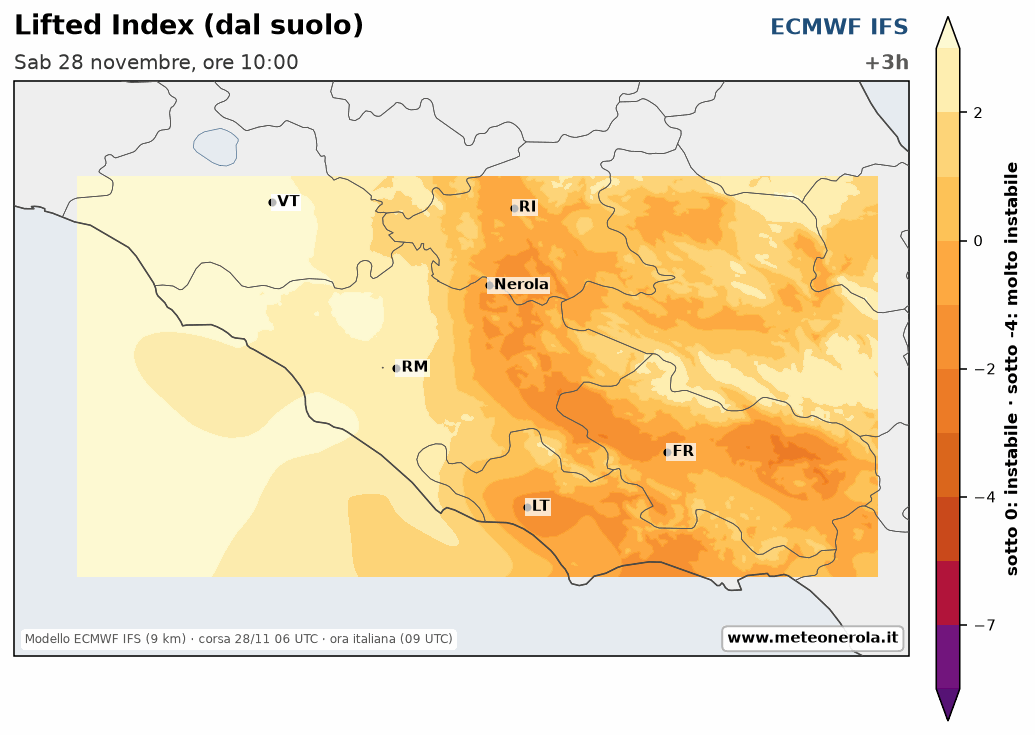 Lifted Index (dal suolo)
ECMWF IFS
Sab 28 novembre, ore 10:00
+3h
VT
RI
Nerola
RM
FR
LT
2
0
−2
−4
−7
sotto 0: instabile · sotto -4: molto instabile
Modello ECMWF IFS (9 km) · corsa 28/11 06 UTC · ora italiana (09 UTC)
www.meteonerola.it